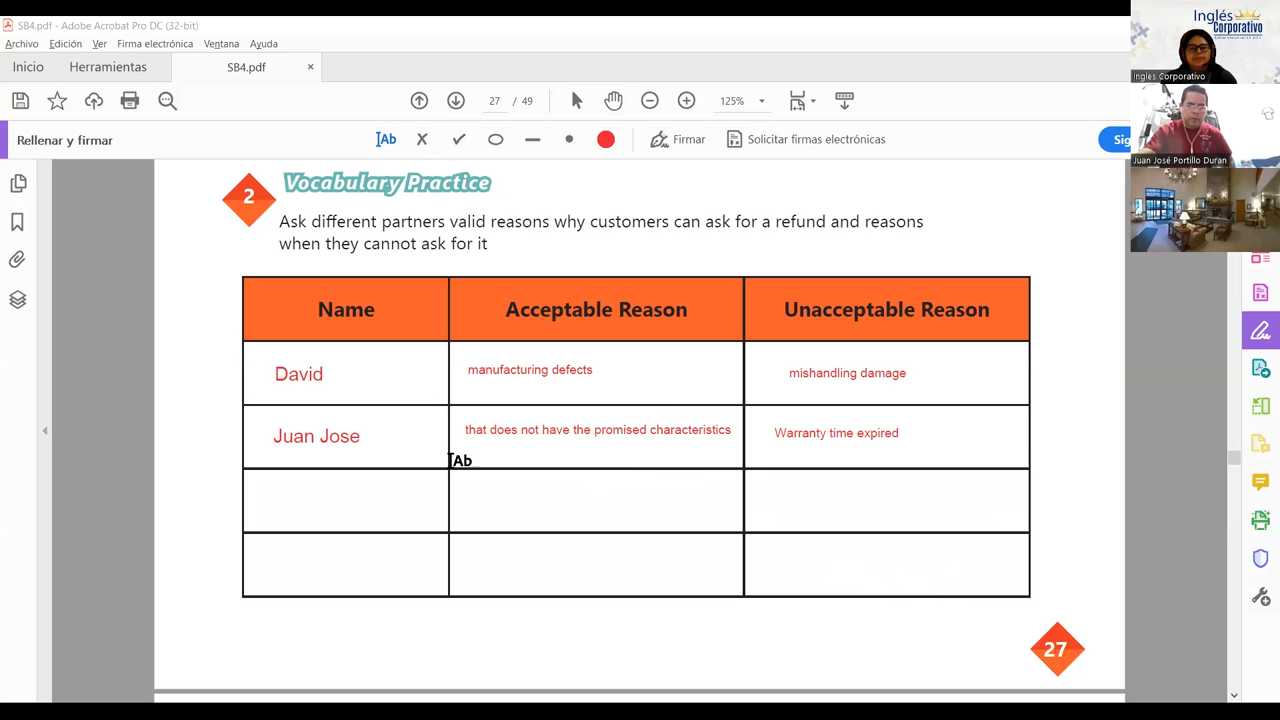 SB4.pdf - Adobe Acrobat Pro DC (32-bit)
Archivo Edición Ver Firma electrónica Ventana Ayuda
Inicio Herramientas SB4.pdf ×
27 / 49 125%
Rellenar y firmar IAb Firmar Solicitar firmas electrónicas Sig
Inglés
Corporativo
Ingles Corporativo
Juan José Portillo Duran
2 Vocabulary Practice
Ask different partners valid reasons why customers can ask for a refund and reasons
when they cannot ask for it
Name Acceptable Reason Unacceptable Reason
David manufacturing defects mishandling damage
Juan Jose that does not have the promised characteristics Warranty time expired
IAb
27